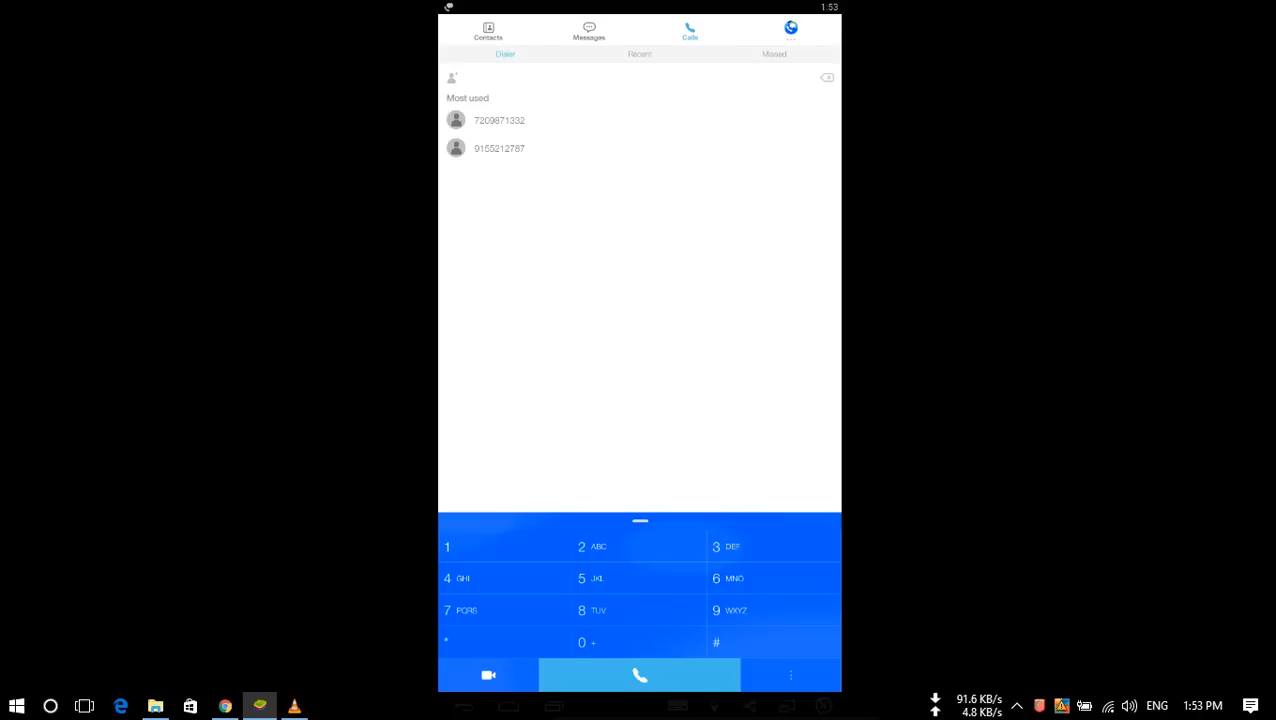 1:53
Contacts
Messages
Calls
...
Dialer
Recent
Missed
Most used
7209871332
9155212787
1
2 ABC
3 DEF
4 GHI
5 JKL
6 MNO
7 PQRS
8 TUV
9 WXYZ
*
0 +
#
91.6 KB/s
4.8 KB/s
ENG
1:53 PM